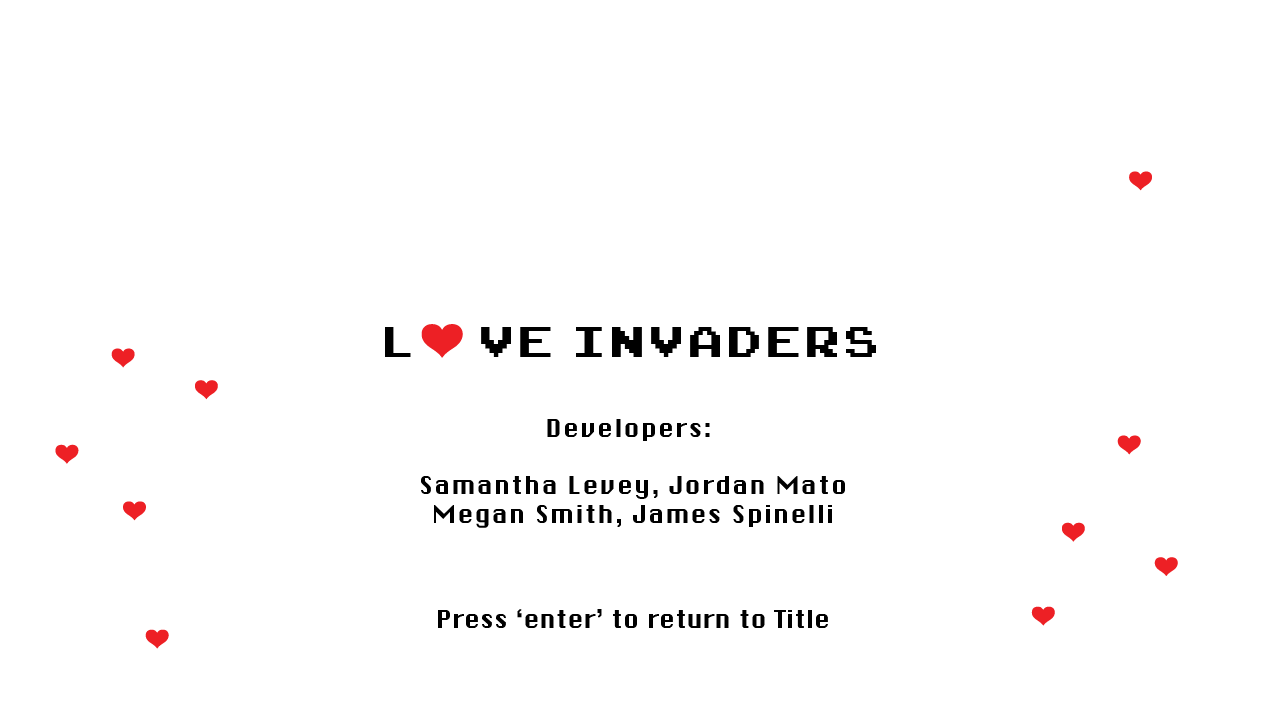 L❤VE INVADERS
Developers:
Samantha Levey, Jordan Mato
Megan Smith, James Spinelli
Press ‘enter’ to return to Title